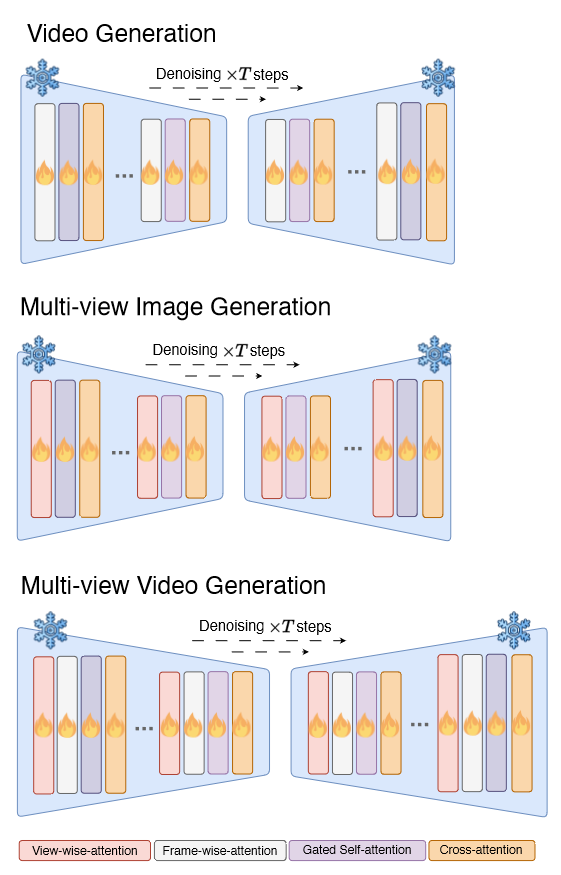 Video Generation
Denoising ×T steps
...
...
Multi-view Image Generation
Denoising ×T steps
...
...
Multi-view Video Generation
Denoising ×T steps
...
...
View-wise-attention
Frame-wise-attention
Gated Self-attention
Cross-attention